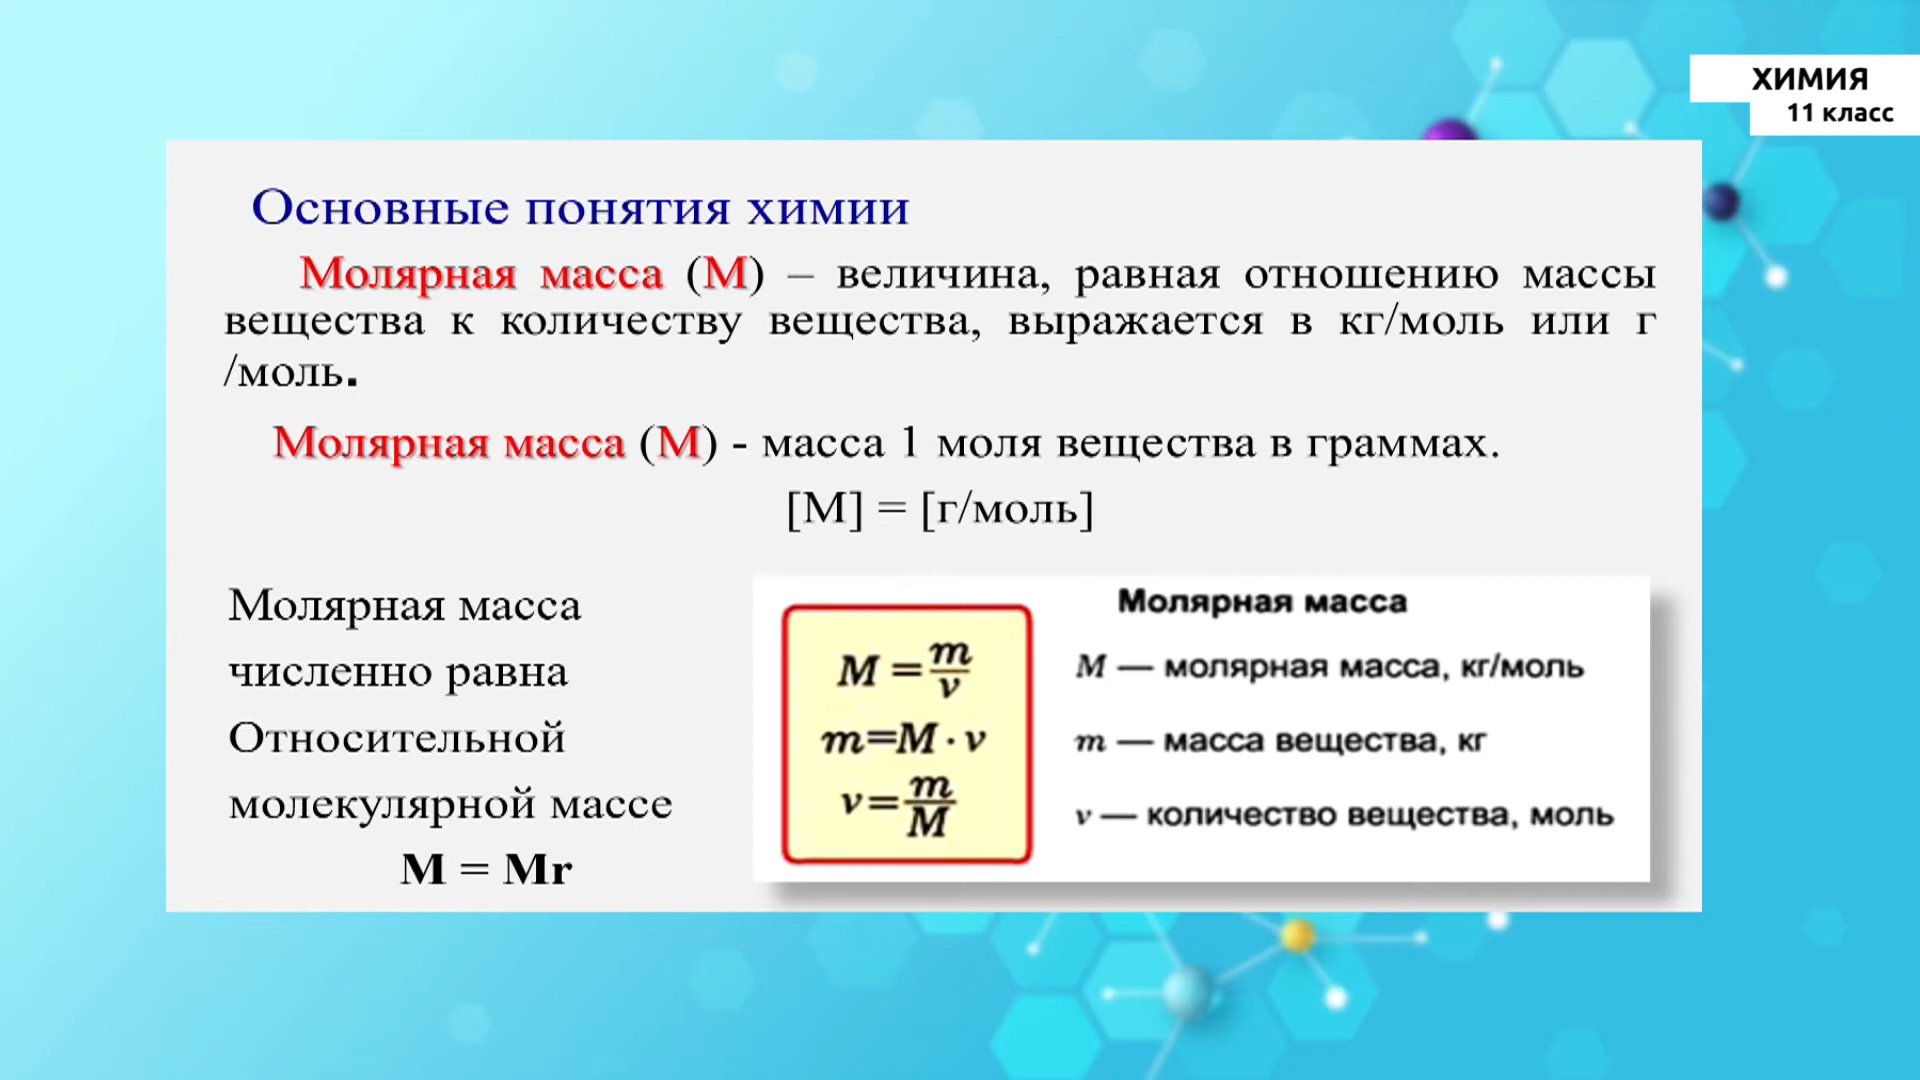 ХИМИЯ
11 класс
Основные понятия химии
Молярная масса (М) – величина, равная отношению массы
вещества к количеству вещества, выражается в кг/моль или г
/моль.
Молярная масса (М) - масса 1 моля вещества в граммах.
[М] = [г/моль]
Молярная масса
численно равна
Относительной
молекулярной массе
М = Mr
M = m/ν
m=M·ν
ν=m/M
Молярная масса
M — молярная масса, кг/моль
m — масса вещества, кг
ν — количество вещества, моль